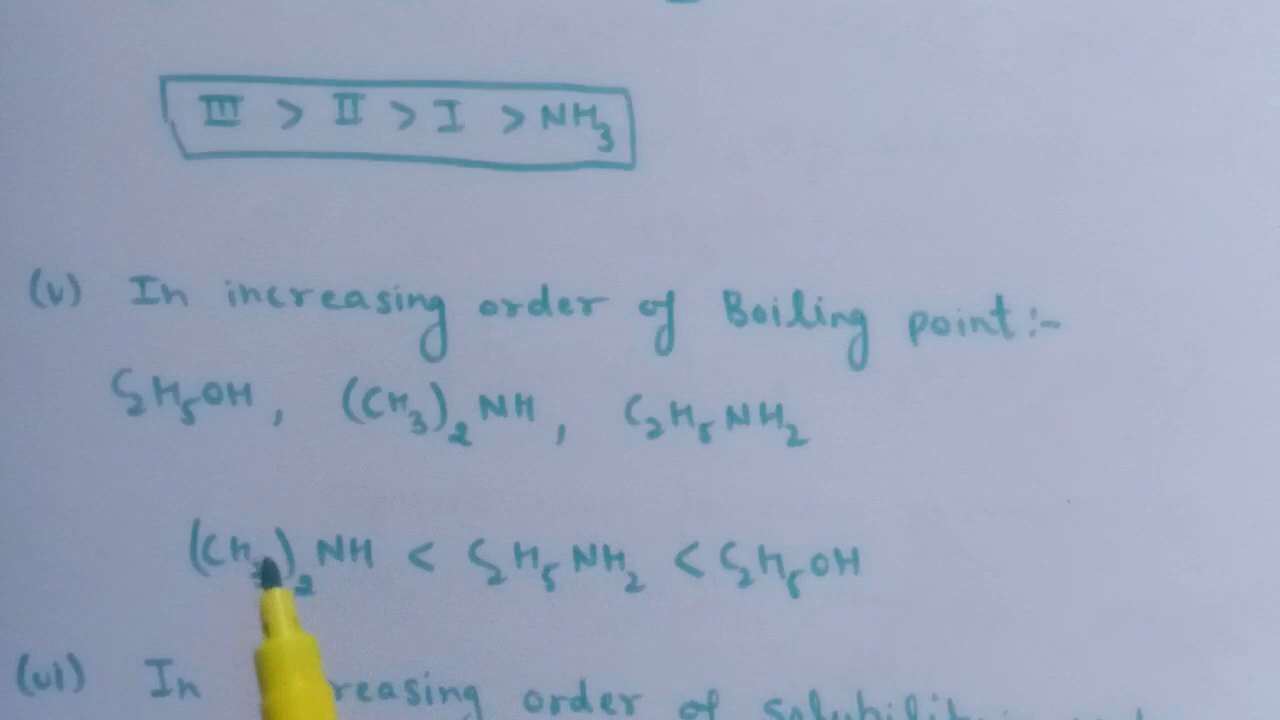 III > II > I > NH3
(v) In increasing order of Boiling point :-
C2H5OH, (CH3)2NH, C2H5NH2
(CH3)2NH < C2H5NH2 < C2H5OH
(vi) In order of